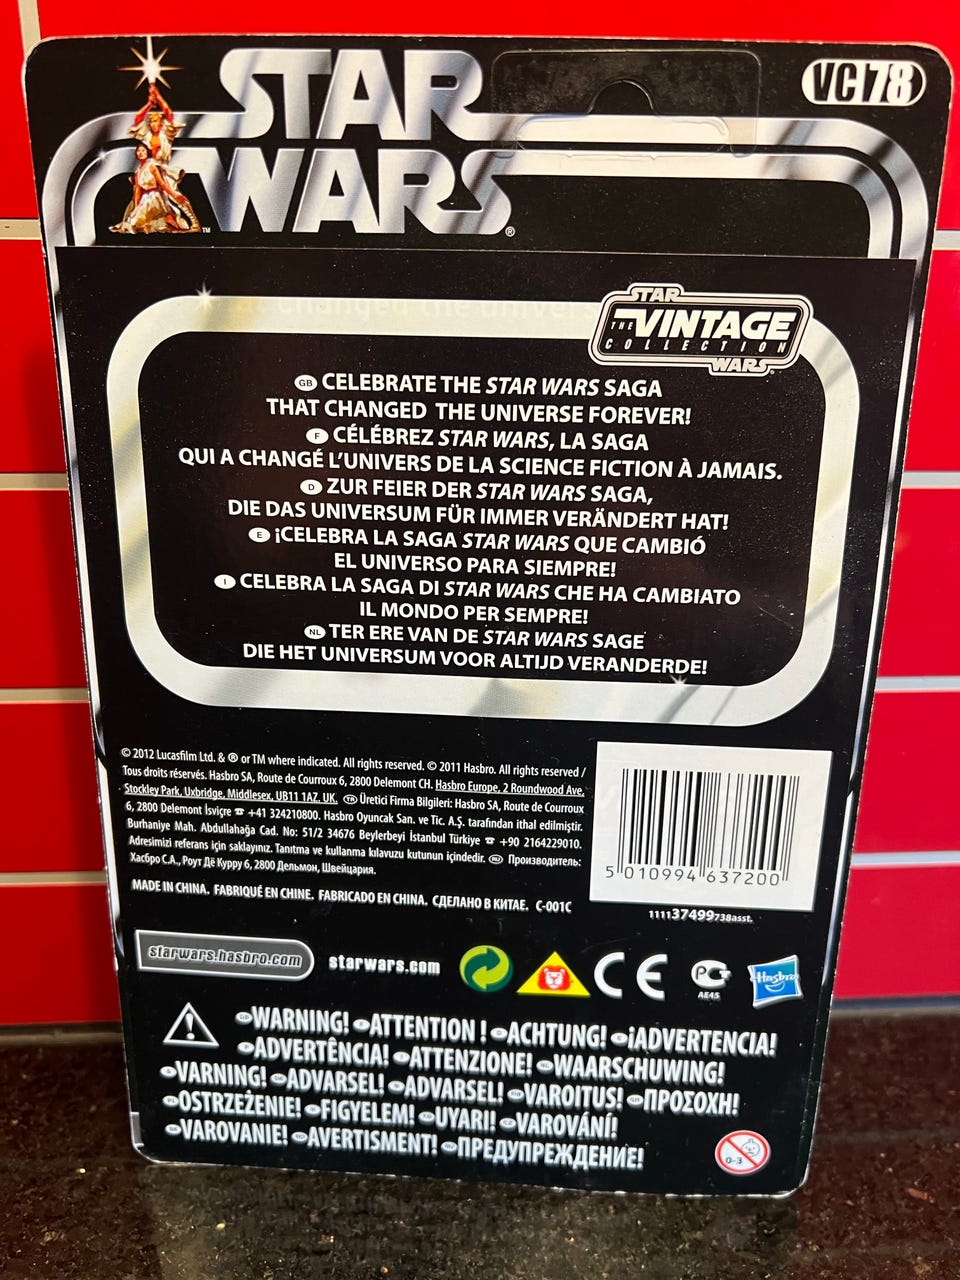 STAR
WARS
™
®
VC178
STAR
THE VINTAGE
COLLECTION
WARS®
GB CELEBRATE THE STAR WARS SAGA
THAT CHANGED THE UNIVERSE FOREVER!
F CÉLÉBREZ STAR WARS, LA SAGA
QUI A CHANGÉ L'UNIVERS DE LA SCIENCE FICTION À JAMAIS.
D ZUR FEIER DER STAR WARS SAGA,
DIE DAS UNIVERSUM FÜR IMMER VERÄNDERT HAT!
E ¡CELEBRA LA SAGA STAR WARS QUE CAMBIÓ
EL UNIVERSO PARA SIEMPRE!
I CELEBRA LA SAGA DI STAR WARS CHE HA CAMBIATO
IL MONDO PER SEMPRE!
NL TER ERE VAN DE STAR WARS SAGE
DIE HET UNIVERSUM VOOR ALTIJD VERANDERDE!
© 2012 Lucasfilm Ltd. & ® or TM where indicated. All rights reserved. © 2011 Hasbro. All rights reserved /
Tous droits réservés. Hasbro SA, Route de Courroux 6, 2800 Delemont CH. Hasbro Europe, 2 Roundwood Ave,
Stockley Park, Uxbridge, Middlesex, UB11 1AZ. UK. TR Üretici Firma Bilgileri: Hasbro SA, Route de Courroux
6, 2800 Delemont İsviçre ☎ +41 324210800. Hasbro Oyuncak San. ve Tic. A.Ş. tarafından ithal edilmiştir.
Burhaniye Mah. Abdullahağa Cad. No: 51/2 34676 Beylerbeyi İstanbul Türkiye ☎ +90 2164229010.
Adresimizi referans için saklayınız. Tanıtma ve kullanma kılavuzu kutunun içindedir. RU Производитель:
Хасбро С.А., Роут Дё Курру 6, 2800 Дельмон, Швейцария.
MADE IN CHINA. FABRIQUÉ EN CHINE. FABRICADO EN CHINA. СДЕЛАНО В КИТАЕ. C-001C
5 010994 637200
111137499738asst.
starwars.hasbro.com
starwars.com
CE
РСТ
АЕ45
Hasbro
WARNING! ATTENTION ! ACHTUNG! ¡ADVERTENCIA!
ADVERTÊNCIA! ATTENZIONE! WAARSCHUWING!
VARNING! ADVARSEL! ADVARSEL! VAROITUS! ΠΡΟΣΟΧΗ!
OSTRZEŻENIE! FIGYELEM! UYARI! VAROVÁNÍ!
VAROVANIE! AVERTISMENT! ПРЕДУПРЕЖДЕНИЕ!
0-3